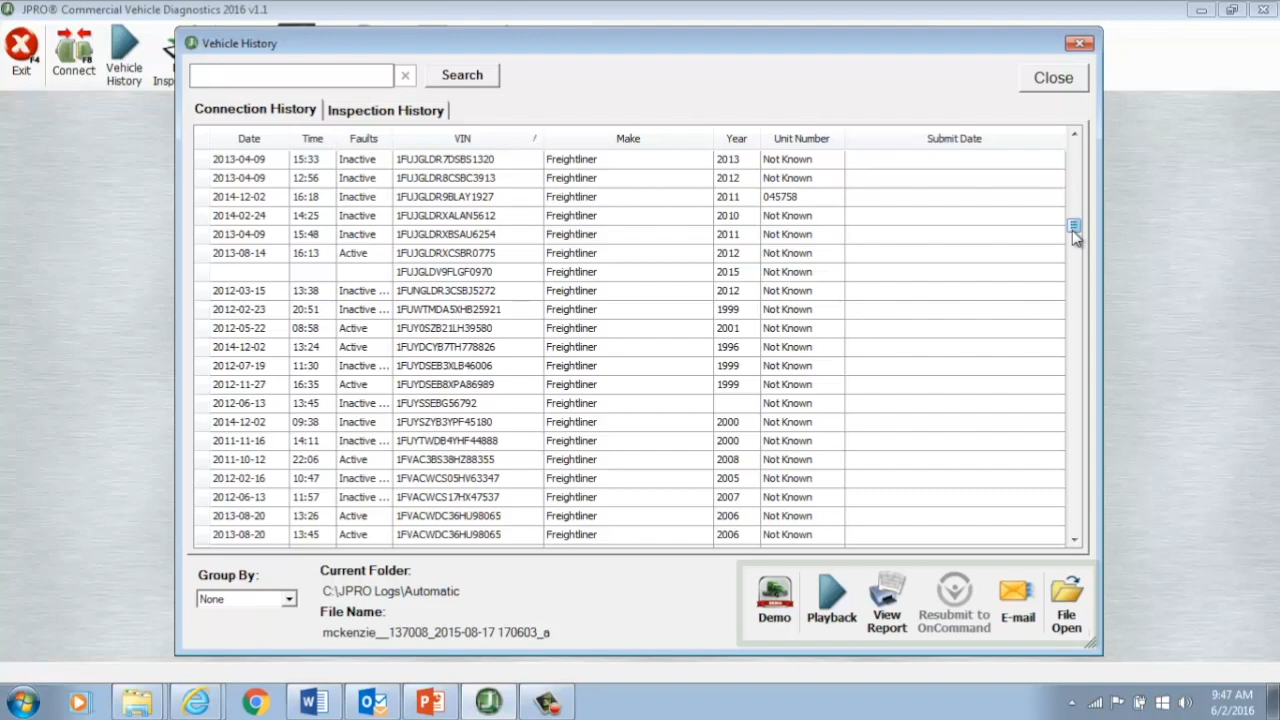 JPRO® Commercial Vehicle Diagnostics 2016 v1.1
Exit F4
Connect F8
Vehicle History
Insp
Vehicle History
Search
Close
Connection History Inspection History
Date Time Faults VIN / Make Year Unit Number Submit Date
2013-04-09 15:33 Inactive 1FUJGLDR7DSBS1320 Freightliner 2013 Not Known
2013-04-09 12:56 Inactive 1FUJGLDR8CSBC3913 Freightliner 2012 Not Known
2014-12-02 16:18 Inactive 1FUJGLDR9BLAY1927 Freightliner 2011 045758
2014-02-24 14:25 Inactive 1FUJGLDRXALAN5612 Freightliner 2010 Not Known
2013-04-09 15:48 Inactive 1FUJGLDRXBSAU6254 Freightliner 2011 Not Known
2013-08-14 16:13 Active 1FUJGLDRXCSBR0775 Freightliner 2012 Not Known
1FUJGLDV9FLGF0970 Freightliner 2015 Not Known
2012-03-15 13:38 Inactive ... 1FUNGLDR3CSBJ5272 Freightliner 2012 Not Known
2012-02-23 20:51 Inactive ... 1FUWTMDA5XHB25921 Freightliner 1999 Not Known
2012-05-22 08:58 Active 1FUY0SZB21LH39580 Freightliner 2001 Not Known
2014-12-02 13:24 Active 1FUYDCYB7TH778826 Freightliner 1996 Not Known
2012-07-19 11:30 Inactive ... 1FUYDSEB3XLB46006 Freightliner 1999 Not Known
2012-11-27 16:35 Active 1FUYDSEB8XPA86989 Freightliner 1999 Not Known
2012-06-13 13:45 Inactive ... 1FUYSSEBG56792 Freightliner Not Known
2014-12-02 09:38 Inactive ... 1FUYSZYB3YPF45180 Freightliner 2000 Not Known
2011-11-16 14:11 Inactive ... 1FUYTWDB4YHF44888 Freightliner 2000 Not Known
2011-10-12 22:06 Active 1FVAC3BS38HZ88355 Freightliner 2008 Not Known
2012-02-16 10:47 Inactive ... 1FVACWCS05HV63347 Freightliner 2005 Not Known
2012-06-13 11:57 Inactive ... 1FVACWCS17HX47537 Freightliner 2007 Not Known
2013-08-20 13:26 Active 1FVACWDC36HU98065 Freightliner 2006 Not Known
2013-08-20 13:45 Active 1FVACWDC36HU98065 Freightliner 2006 Not Known
Group By:
None
Current Folder:
C:\JPRO Logs\Automatic
File Name:
mckenzie__137008_2015-08-17 170603_a
Demo
Playback
View Report
Resubmit to OnCommand
E-mail
File Open
9:47 AM
6/2/2016